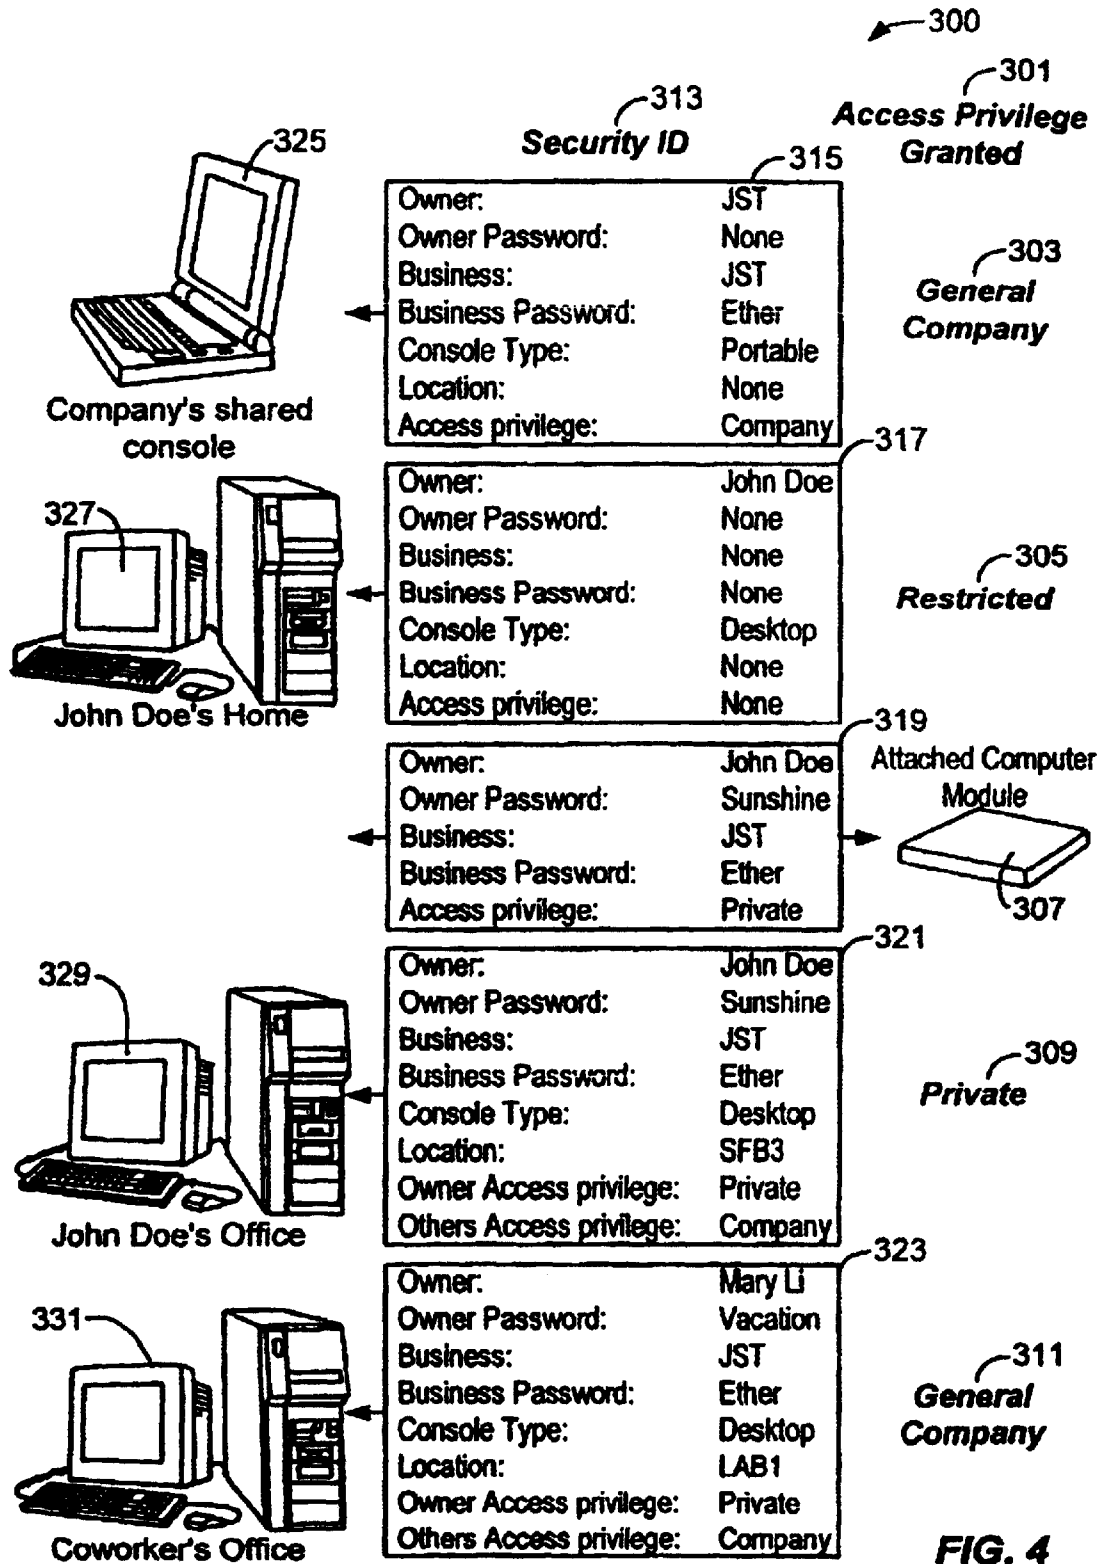 300
301
Access Privilege
Granted
313
Security ID
325
315
Owner: JST
Owner Password: None
Business: JST
Business Password: Ether
Console Type: Portable
Location: None
Access privilege: Company
303
General
Company
Company's shared
console
317
Owner: John Doe
Owner Password: None
Business: None
Business Password: None
Console Type: Desktop
Location: None
Access privilege: None
327
305
Restricted
John Doe's Home
319
Owner: John Doe
Owner Password: Sunshine
Business: JST
Business Password: Ether
Access privilege: Private
Attached Computer
Module
307
321
Owner: John Doe
Owner Password: Sunshine
Business: JST
Business Password: Ether
Console Type: Desktop
Location: SFB3
Owner Access privilege: Private
Others Access privilege: Company
329
309
Private
John Doe's Office
323
Owner: Mary Li
Owner Password: Vacation
Business: JST
Business Password: Ether
Console Type: Desktop
Location: LAB1
Owner Access privilege: Private
Others Access privilege: Company
331
311
General
Company
Coworker's Office
FIG. 4